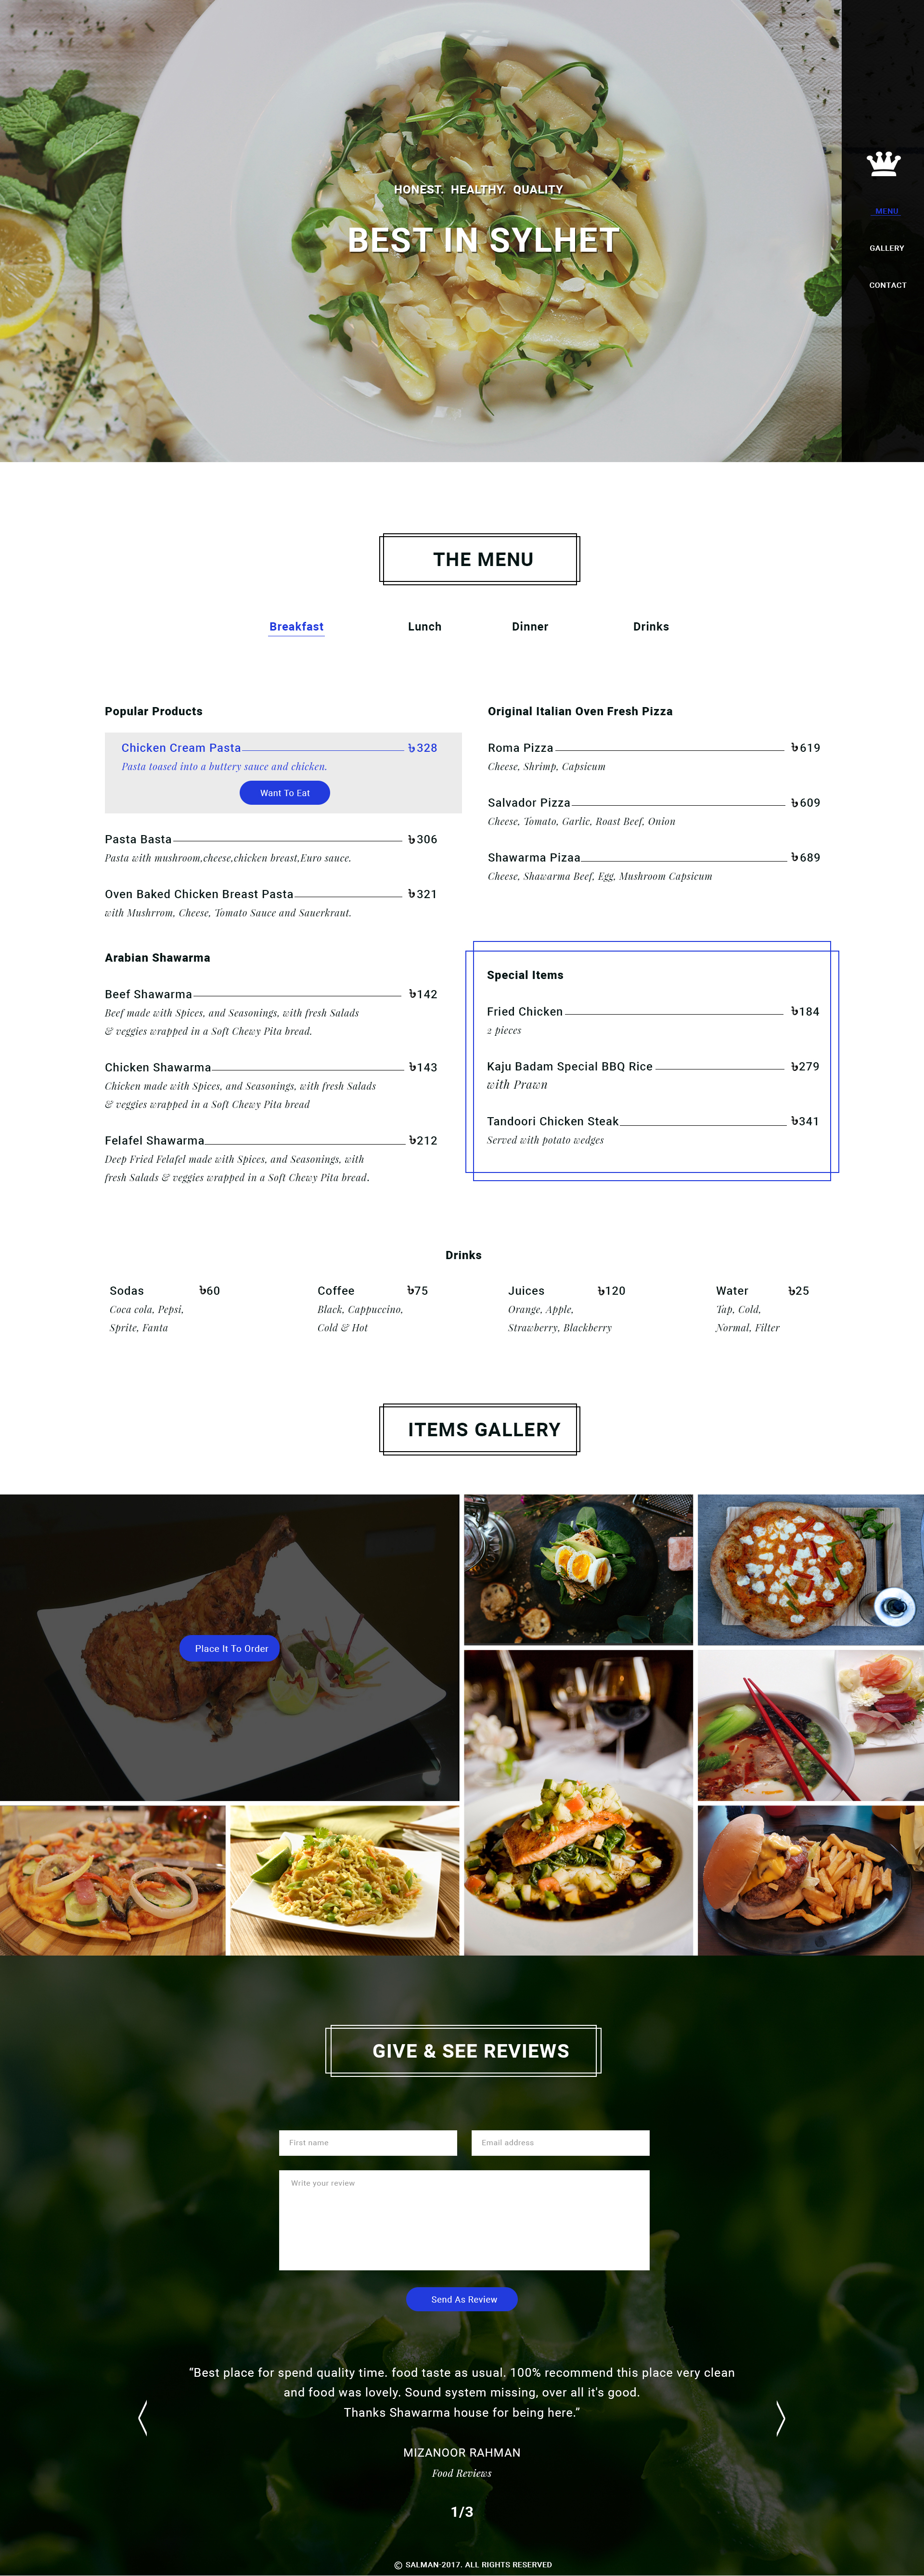 HONEST. HEALTHY. QUALITY
BEST IN SYLHET
MENU
GALLERY
CONTACT
THE MENU
Breakfast
Lunch
Dinner
Drinks
Popular Products
Chicken Cream Pasta ৳328
Pasta toased into a buttery sauce and chicken.
Want To Eat
Pasta Basta ৳306
Pasta with mushroom,cheese,chicken breast,Euro sauce.
Oven Baked Chicken Breast Pasta ৳321
with Mushrrom, Cheese, Tomato Sauce and Sauerkraut.
Arabian Shawarma
Beef Shawarma ৳142
Beef made with Spices, and Seasonings, with fresh Salads
& veggies wrapped in a Soft Chewy Pita bread.
Chicken Shawarma ৳143
Chicken made with Spices, and Seasonings, with fresh Salads
& veggies wrapped in a Soft Chewy Pita bread
Felafel Shawarma ৳212
Deep Fried Felafel made with Spices, and Seasonings, with
fresh Salads & veggies wrapped in a Soft Chewy Pita bread.
Original Italian Oven Fresh Pizza
Roma Pizza ৳619
Cheese, Shrimp, Capsicum
Salvador Pizza ৳609
Cheese, Tomato, Garlic, Roast Beef, Onion
Shawarma Pizaa ৳689
Cheese, Shawarma Beef, Egg, Mushroom Capsicum
Special Items
Fried Chicken ৳184
2 pieces
Kaju Badam Special BBQ Rice ৳279
with Prawn
Tandoori Chicken Steak ৳341
Served with potato wedges
Drinks
Sodas ৳60
Coca cola, Pepsi,
Sprite, Fanta
Coffee ৳75
Black, Cappuccino,
Cold & Hot
Juices ৳120
Orange, Apple,
Strawberry, Blackberry
Water ৳25
Tap, Cold,
Normal, Filter
ITEMS GALLERY
Place It To Order
GIVE & SEE REVIEWS
First name
Email address
Write your review
Send As Review
“Best place for spend quality time. food taste as usual. 100% recommend this place very clean
and food was lovely. Sound system missing, over all it's good.
Thanks Shawarma house for being here.”
MIZANOOR RAHMAN
Food Reviews
1/3
© SALMAN-2017. ALL RIGHTS RESERVED